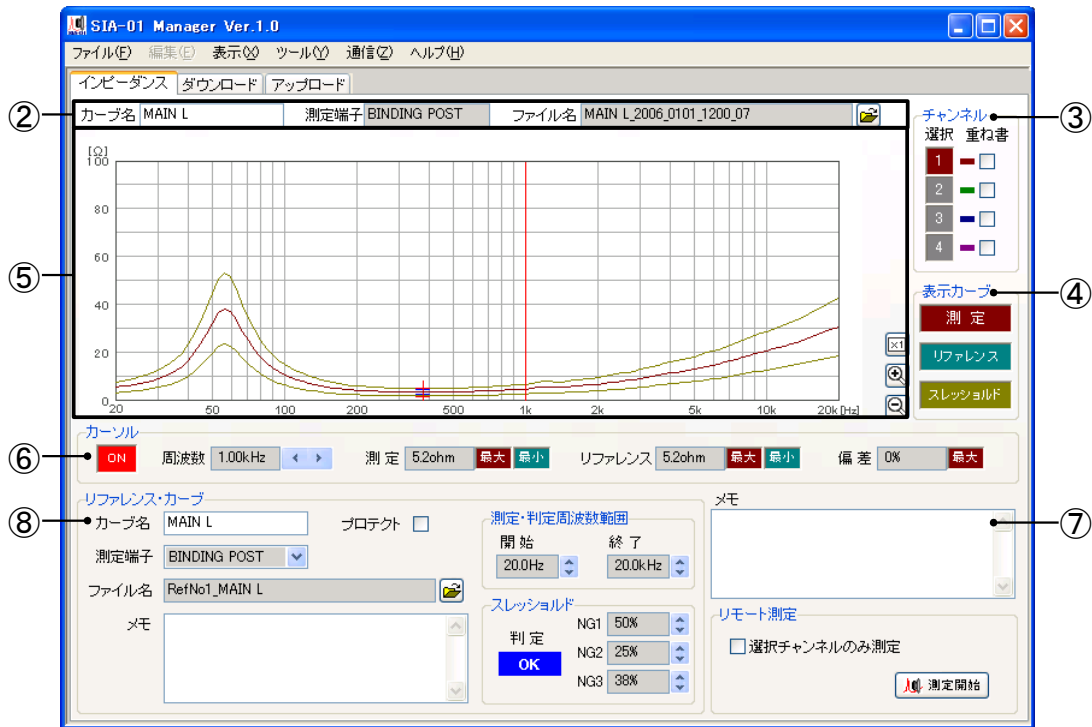 SIA-01 Manager Ver.1.0
ファイル(F) 編集(E) 表示(X) ツール(Y) 通信(Z) ヘルプ(H)
インピーダンス ダウンロード アップロード
② カーブ名 MAIN L 測定端子 BINDING POST ファイル名 MAIN L_2006_0101_1200_07
チャンネル ③
選択 重ね書
1
2
3
4
[Ω]
100
80
60
40
20
0
20 50 100 200 500 1k 2k 5k 10k 20k[Hz]
×1
⑤
表示カーブ ④
測 定
リファレンス
スレッショルド
カーソル
⑥ ON 周波数 1.00kHz 測 定 5.2ohm 最大 最小 リファレンス 5.2ohm 最大 最小 偏 差 0% 最大
リファレンス・カーブ
⑧ カーブ名 MAIN L プロテクト
測定端子 BINDING POST
ファイル名 RefNo1_MAIN L
メモ
測定・判定周波数範囲
開 始 終 了
20.0Hz 20.0kHz
スレッショルド
判 定
OK
NG1 50%
NG2 25%
NG3 38%
メモ
⑦
リモート測定
選択チャンネルのみ測定
測定開始